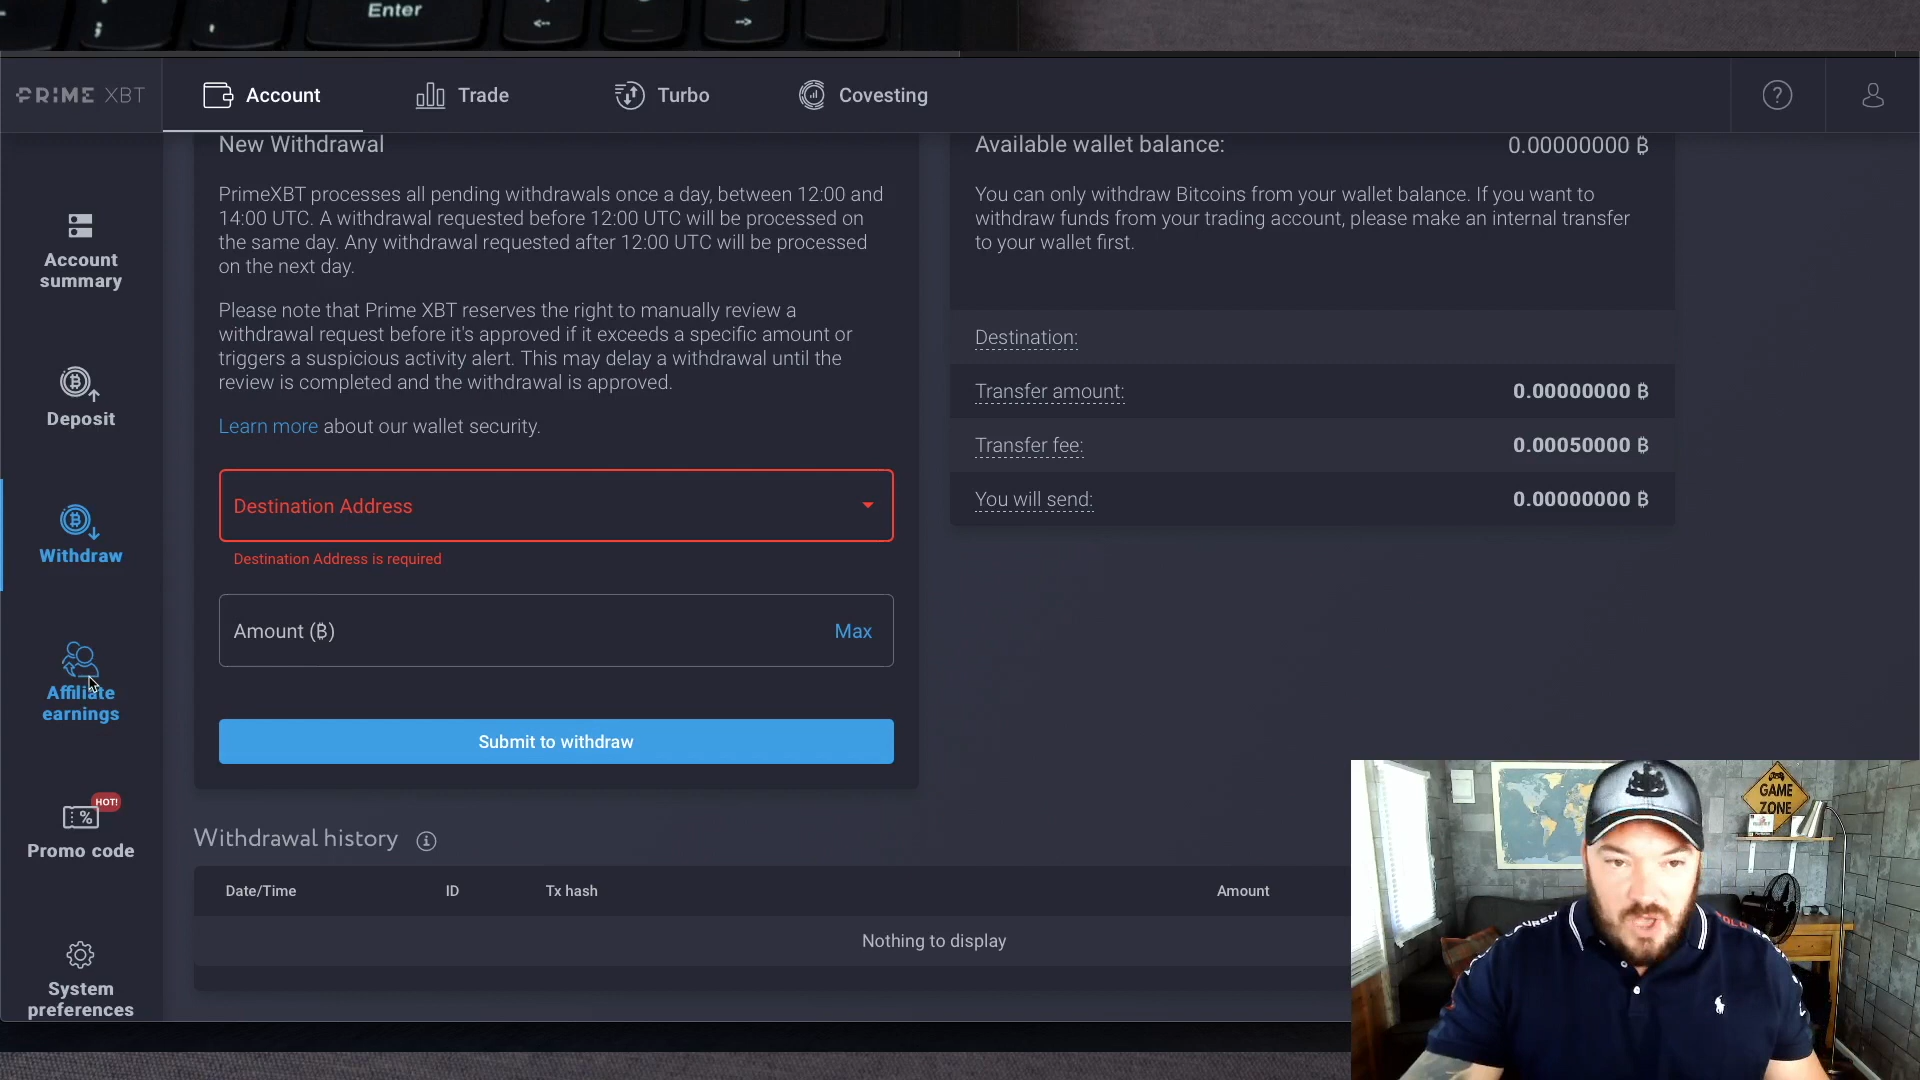 Enter
PRIME XBT
Account
Trade
Turbo
Covesting
?
Account
summary
Deposit
Withdraw
Affiliate
earnings
HOT!
Promo code
System
preferences
New Withdrawal
PrimeXBT processes all pending withdrawals once a day, between 12:00 and
14:00 UTC. A withdrawal requested before 12:00 UTC will be processed on
the same day. Any withdrawal requested after 12:00 UTC will be processed
on the next day.
Please note that Prime XBT reserves the right to manually review a
withdrawal request before it's approved if it exceeds a specific amount or
triggers a suspicious activity alert. This may delay a withdrawal until the
review is completed and the withdrawal is approved.
Learn more about our wallet security.
Destination Address
Destination Address is required
Amount (₿)
Max
Submit to withdraw
Available wallet balance:
0.00000000 ₿
You can only withdraw Bitcoins from your wallet balance. If you want to
withdraw funds from your trading account, please make an internal transfer
to your wallet first.
Destination:
Transfer amount:
0.00000000 ₿
Transfer fee:
0.00050000 ₿
You will send:
0.00000000 ₿
Withdrawal history
Date/Time
ID
Tx hash
Amount
Nothing to display
GAME
ZONE